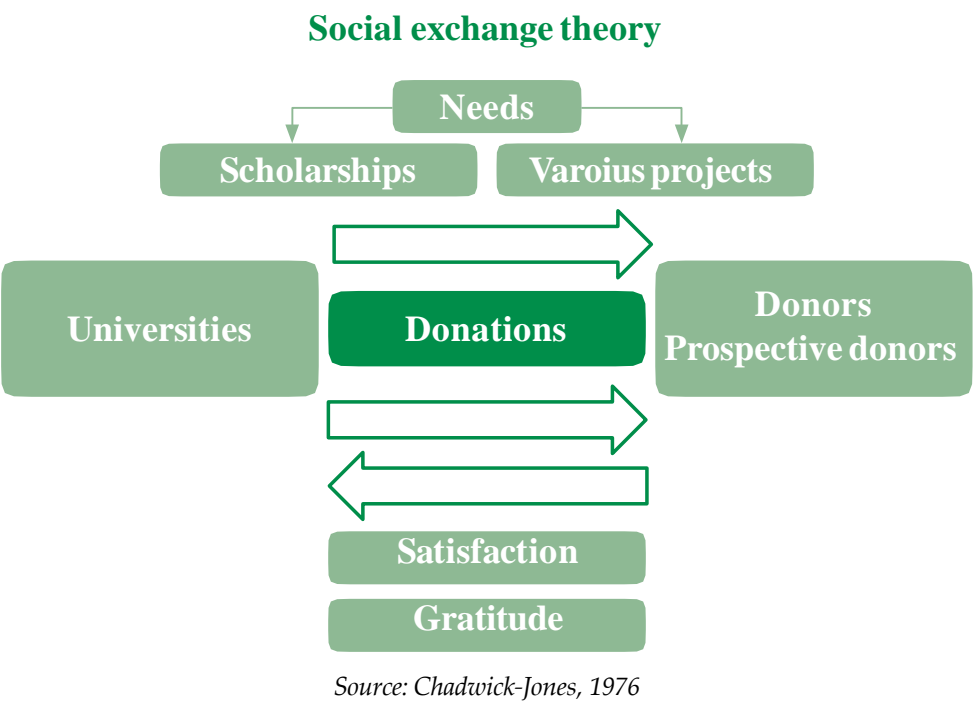 Social exchange theory
Needs
Scholarships
Varoius projects
Universities
Donations
Donors
Prospective donors
Satisfaction
Gratitude
Source: Chadwick-Jones, 1976